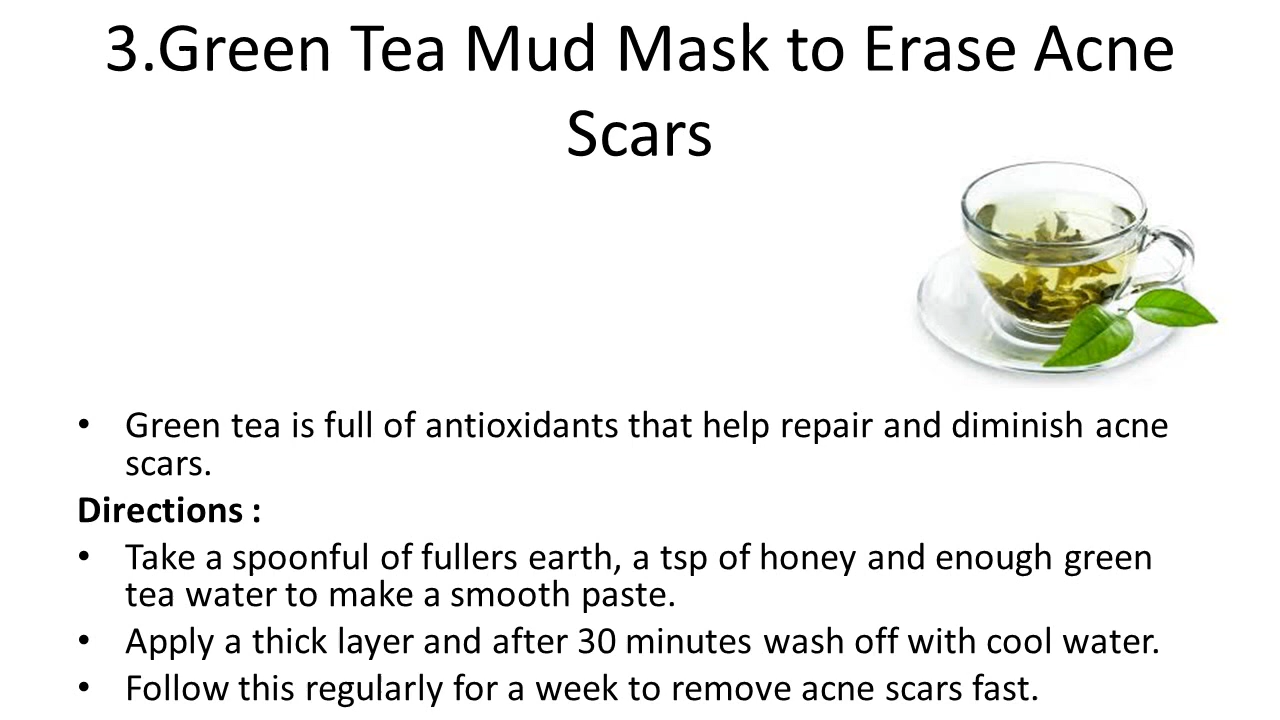 3.Green Tea Mud Mask to Erase Acne
Scars
• Green tea is full of antioxidants that help repair and diminish acne
scars.
Directions :
• Take a spoonful of fullers earth, a tsp of honey and enough green
tea water to make a smooth paste.
• Apply a thick layer and after 30 minutes wash off with cool water.
• Follow this regularly for a week to remove acne scars fast.